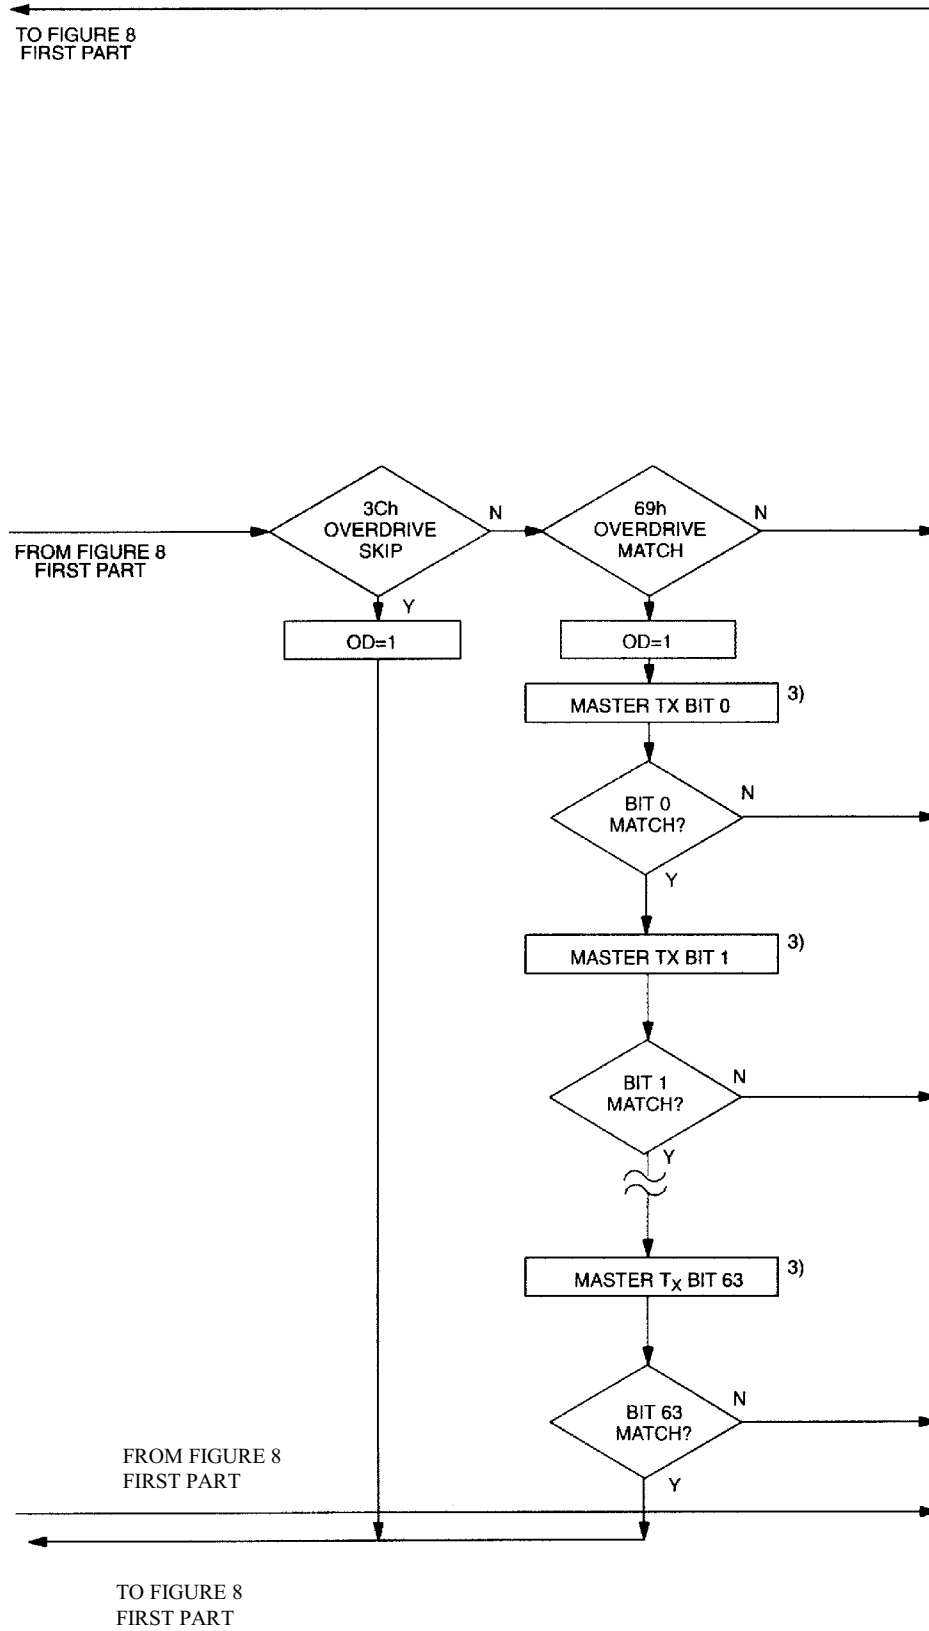 TO FIGURE 8
FIRST PART
3Ch
OVERDRIVE
SKIP
N
69h
OVERDRIVE
MATCH
N
FROM FIGURE 8
FIRST PART
Y
OD=1
OD=1
MASTER TX BIT 0
3)
BIT 0
MATCH?
N
Y
MASTER TX BIT 1
3)
BIT 1
MATCH?
N
Y
MASTER TX BIT 63
3)
BIT 63
MATCH?
N
Y
FROM FIGURE 8
FIRST PART
TO FIGURE 8
FIRST PART